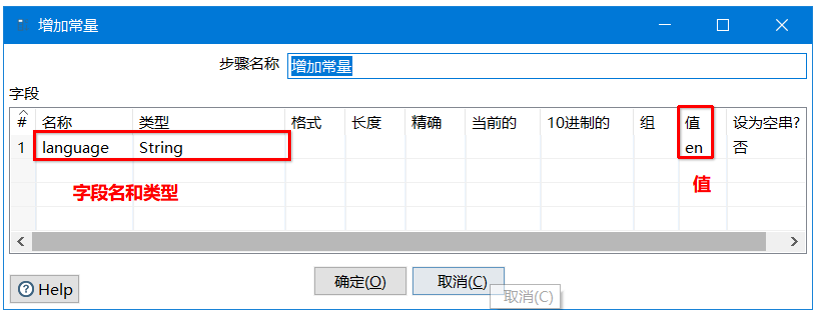 增加常量
步骤名称 增加常量
字段
# 名称 类型 格式 长度 精确 当前的 10进制的 组 值 设为空串?
1 language String en 否
字段名和类型 值
Help 确定(O) 取消(C)
取消(C)